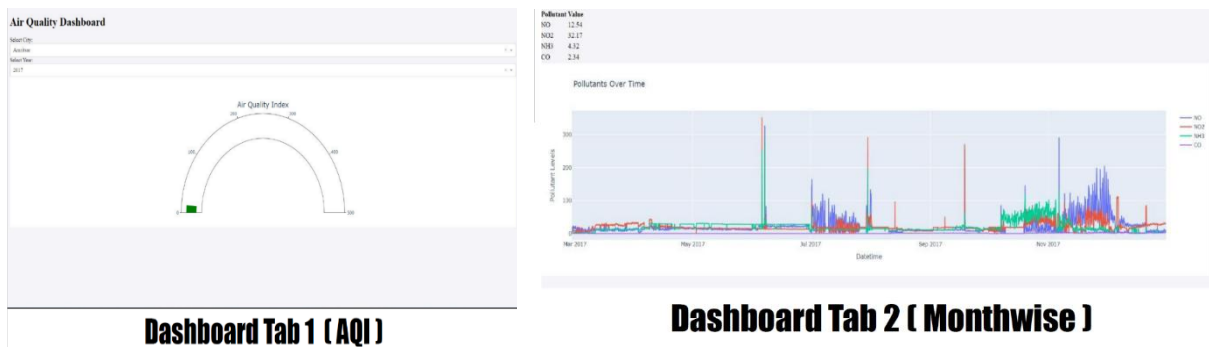 Air Quality Dashboard
Select City:
Select Year:
2017
Air Quality Index
200
300
100
400
0
500
Dashboard Tab 1 ( AQI )
Pollutant Value
NO 12.54
NO2 32.17
NH3 4.32
CO 2.34
Pollutants Over Time
Pollutant Levels
300
200
100
0
Mar 2017
May 2017
Jul 2017
Sep 2017
Nov 2017
Datetime
NO
NO2
NH3
CO
Dashboard Tab 2 ( Monthwise )